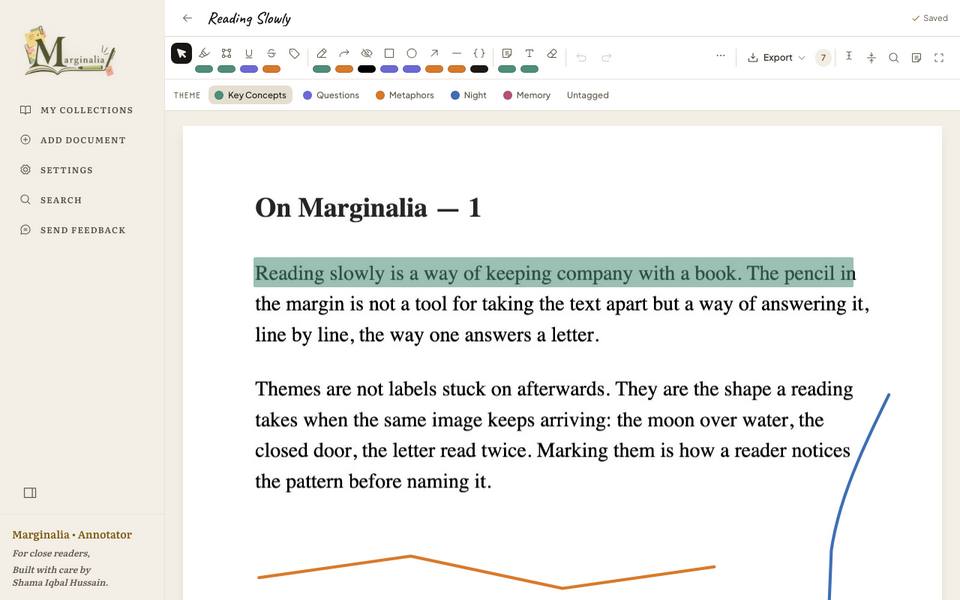 Marginalia
MY COLLECTIONS
ADD DOCUMENT
SETTINGS
SEARCH
SEND FEEDBACK
Marginalia • Annotator
For close readers,
Built with care by
Shama Iqbal Hussain.
Reading Slowly
Saved
Export
7
THEME
Key Concepts
Questions
Metaphors
Night
Memory
Untagged
On Marginalia — 1
Reading slowly is a way of keeping company with a book. The pencil in
the margin is not a tool for taking the text apart but a way of answering it,
line by line, the way one answers a letter.
Themes are not labels stuck on afterwards. They are the shape a reading
takes when the same image keeps arriving: the moon over water, the
closed door, the letter read twice. Marking them is how a reader notices
the pattern before naming it.